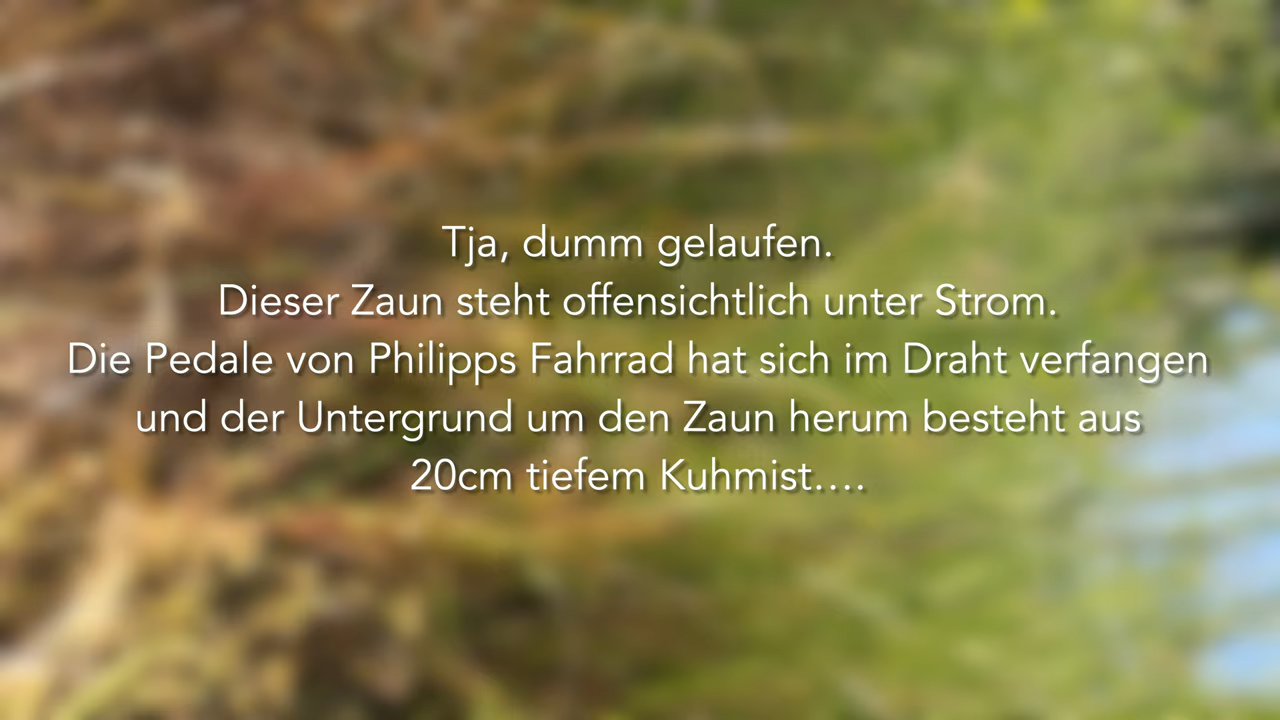 Tja, dumm gelaufen.
Dieser Zaun steht offensichtlich unter Strom.
Die Pedale von Philipps Fahrrad hat sich im Draht verfangen
und der Untergrund um den Zaun herum besteht aus
20cm tiefem Kuhmist....